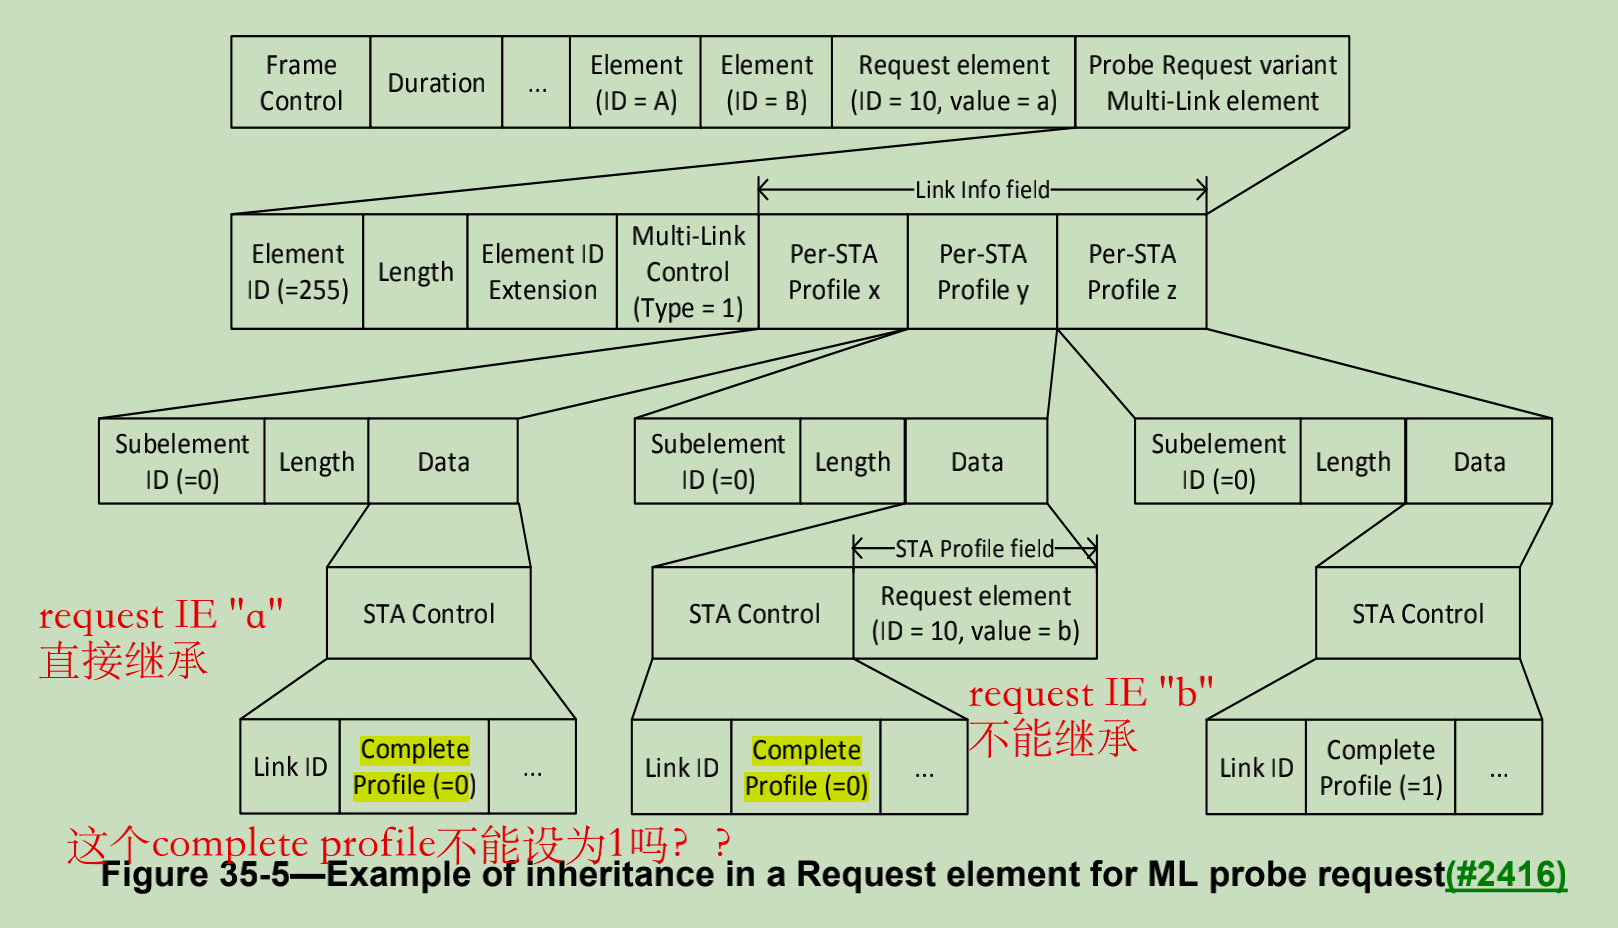 Frame
Control
Duration
...
Element
(ID = A)
Element
(ID = B)
Request element
(ID = 10, value = a)
Probe Request variant
Multi-Link element
Link Info field
Element
ID (=255)
Length
Element ID
Extension
Multi-Link
Control
(Type = 1)
Per-STA
Profile x
Per-STA
Profile y
Per-STA
Profile z
Subelement
ID (=0)
Length
Data
Subelement
ID (=0)
Length
Data
Subelement
ID (=0)
Length
Data
STA Profile field
request IE "a"
直接继承
STA Control
STA Control
Request element
(ID = 10, value = b)
STA Control
request IE "b"
不能继承
Link ID
Complete
Profile (=0)
...
Link ID
Complete
Profile (=0)
...
Link ID
Complete
Profile (=1)
...
这个complete profile不能设为1吗？？
Figure 35-5—Example of inheritance in a Request element for ML probe request(#2416)